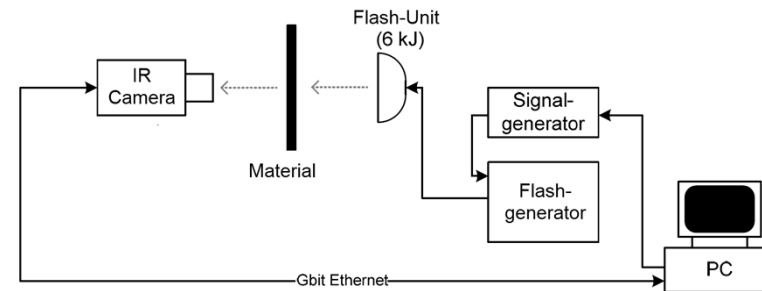 Flash-Unit
(6 kJ)
IR
Camera
Signal-
generator
Material
Flash-
generator
PC
Gbit Ethernet